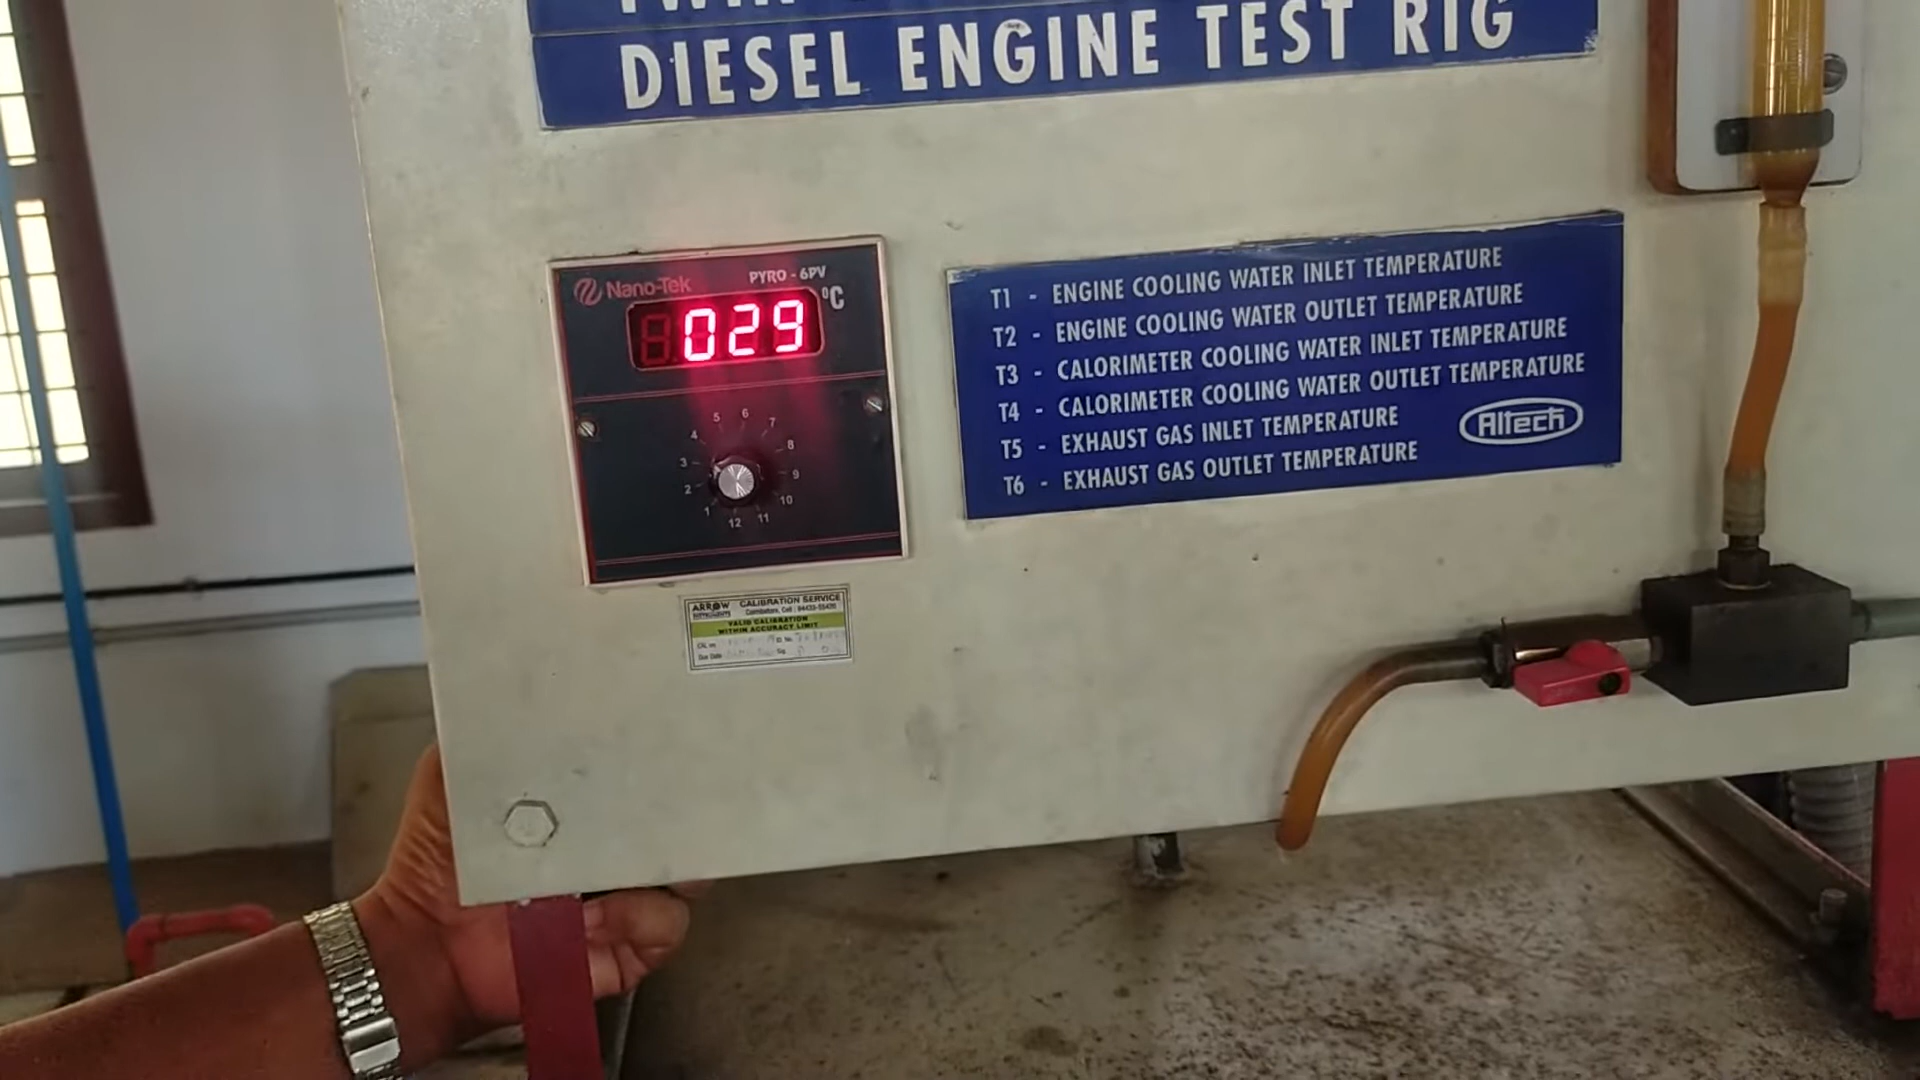 TWIN
DIESEL ENGINE TEST RIG
Nano-Tek
PYRO - 6PV
029
°C
5 6
4 7
3 8
2 9
1 10
12 11
T1 - ENGINE COOLING WATER INLET TEMPERATURE
T2 - ENGINE COOLING WATER OUTLET TEMPERATURE
T3 - CALORIMETER COOLING WATER INLET TEMPERATURE
T4 - CALORIMETER COOLING WATER OUTLET TEMPERATURE
T5 - EXHAUST GAS INLET TEMPERATURE
T6 - EXHAUST GAS OUTLET TEMPERATURE
Altech
ARROW CALIBRATION SERVICE
VALID CALIBRATION
WITHIN ACCURACY LIMIT
Due Date